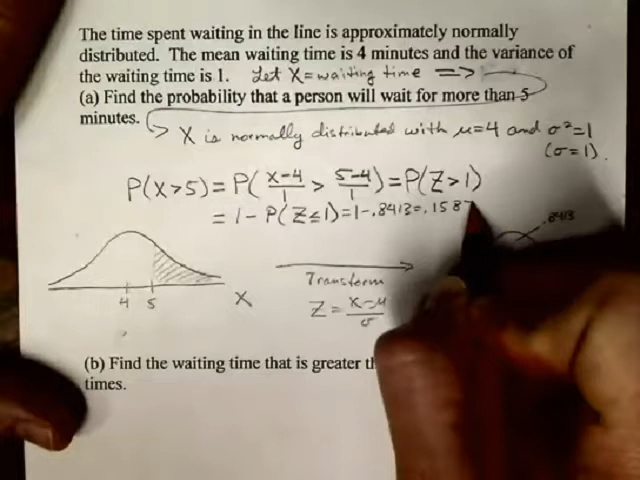 The time spent waiting in the line is approximately normally
distributed. The mean waiting time is 4 minutes and the variance of
the waiting time is 1. Let X = waiting time =>
(a) Find the probability that a person will wait for more than 5
minutes.
X is normally distributed with μ=4 and σ²=1
(σ=1).
P(X>5) = P(X-4/1 > 5-4/1) = P(Z>1)
= 1 - P(Z≤1) = 1-.8413=.1587
.8413
4 5 X
Transform
Z = X-μ/σ
(b) Find the waiting time that is greater
times.